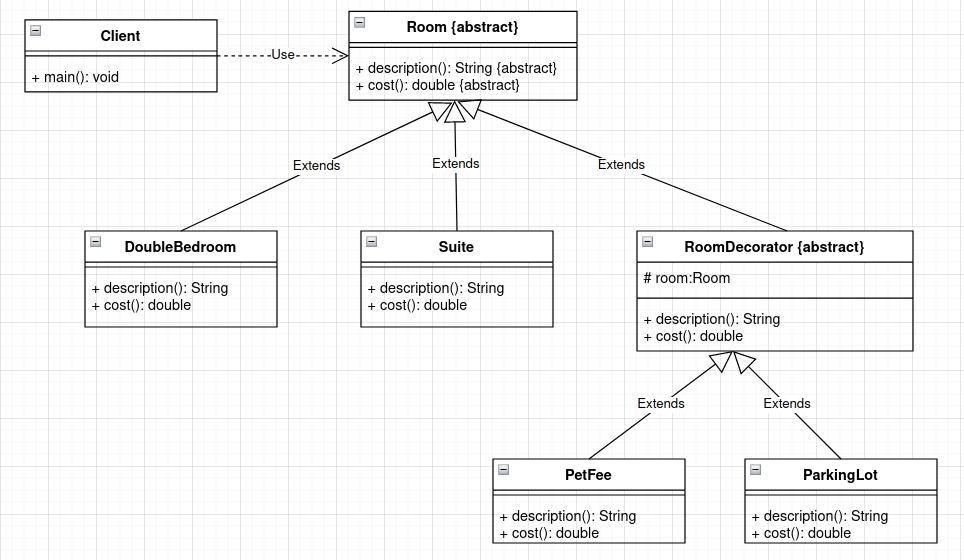 Client
+ main(): void
Use
Room {abstract}
+ description(): String {abstract}
+ cost(): double {abstract}
Extends
Extends
Extends
DoubleBedroom
+ description(): String
+ cost(): double
Suite
+ description(): String
+ cost(): double
RoomDecorator {abstract}
# room:Room
+ description(): String
+ cost(): double
Extends
Extends
PetFee
+ description(): String
+ cost(): double
ParkingLot
+ description(): String
+ cost(): double